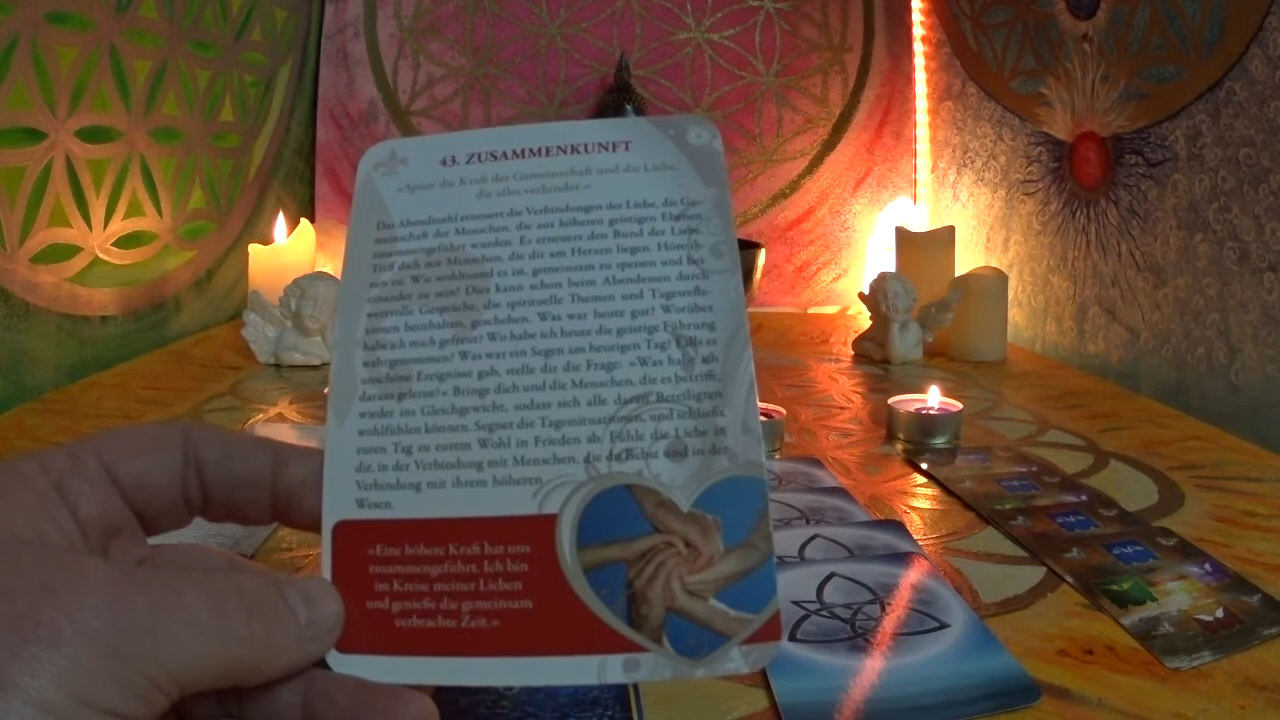 43. ZUSAMMENKUNFT
»Spüre die Kraft der Gemeinschaft und die Liebe,
die alles verbindet.«
Das Abendmahl erneuert die Verbindungen der Liebe, die Ge-
meinschaft der Menschen, die aus höheren geistigen Ebenen
zusammengeführt wurden. Es erneuert den Bund der Liebe.
Triff dich mit Menschen, die dir am Herzen liegen. Höre ih-
nen zu. Wie wohltuend es ist, gemeinsam zu speisen und bei-
einander zu sein! Dies kann schon beim Abendessen durch
wertvolle Gespräche, die spirituelle Themen und Tagesrefle-
xionen beinhalten, geschehen. Was war heute gut? Worüber
habe ich mich gefreut? Wo habe ich heute die geistige Führung
wahrgenommen? Was war ein Segen am heutigen Tag? Falls es
unschöne Ereignisse gab, stelle dir die Frage: »Was habe ich
daraus gelernt?« Bringe dich und die Menschen, die es betrifft,
wieder ins Gleichgewicht, sodass sich alle daran Beteiligten
wohlfühlen können. Segnet die Tagessituationen, und schließt
euren Tag zu eurem Wohl in Frieden ab. Fühle die Liebe in
dir, in der Verbindung mit Menschen, die du liebst und in der
Verbindung mit ihrem höheren
Wesen.
»Eine höhere Kraft hat uns
zusammengeführt. Ich bin
im Kreise meiner Lieben
und genieße die gemeinsam
verbrachte Zeit.«